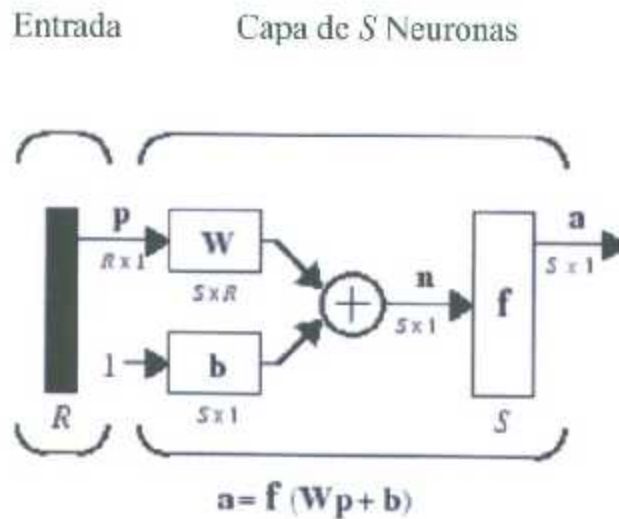 Entrada Capa de S Neuronas
p W n a
R x 1 S x R S x 1 f S x 1
1 b
R S x 1 S
a = f (Wp + b)